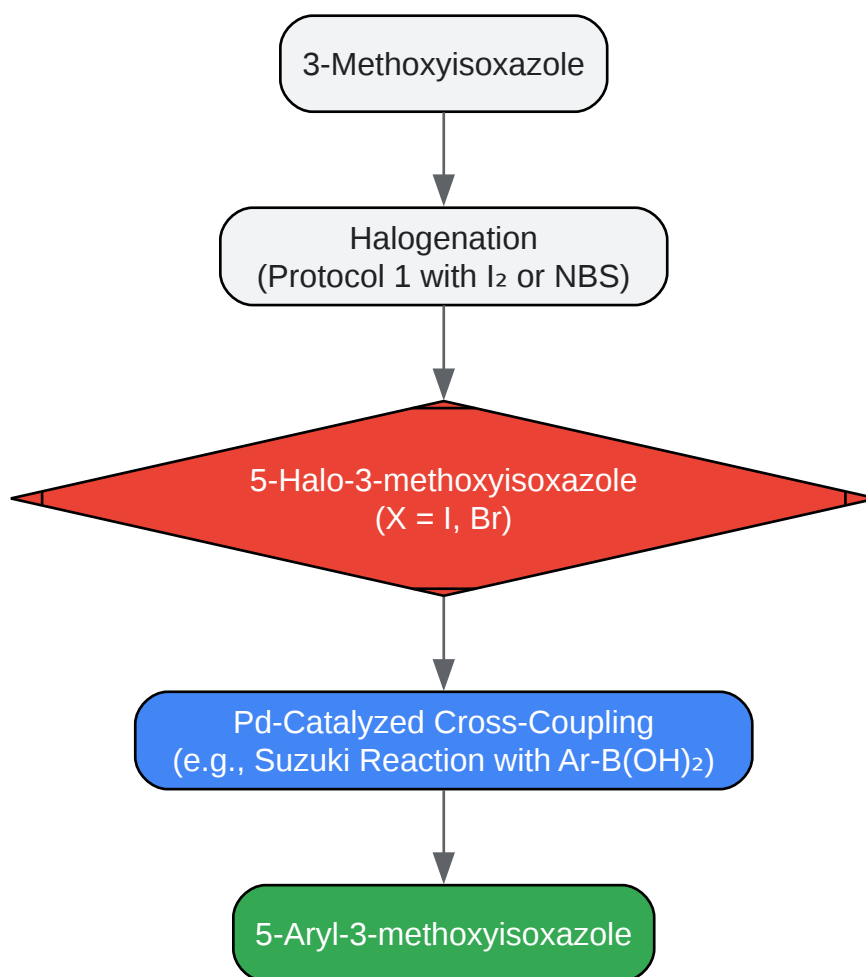 3-Methoxyisoxazole
Halogenation
(Protocol 1 with I₂ or NBS)
5-Halo-3-methoxyisoxazole
(X = I, Br)
Pd-Catalyzed Cross-Coupling
(e.g., Suzuki Reaction with Ar-B(OH)₂)
5-Aryl-3-methoxyisoxazole